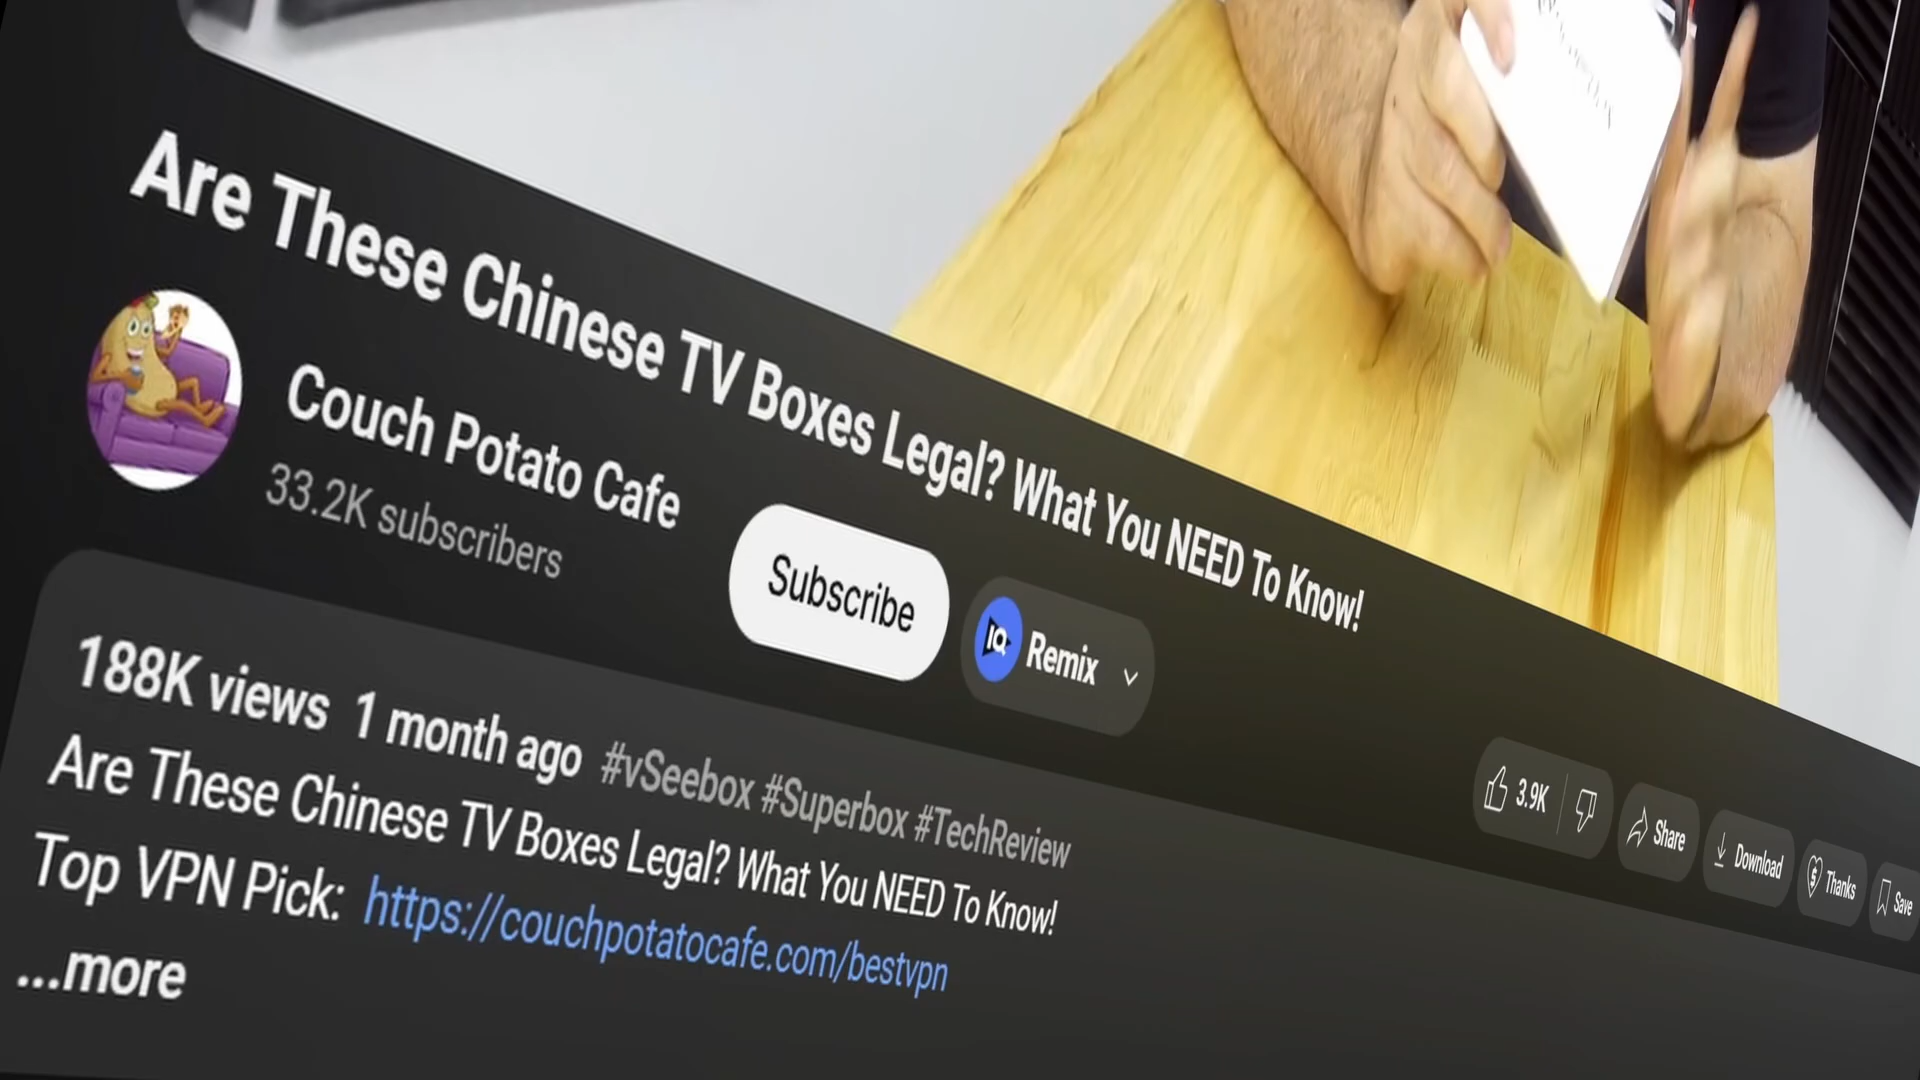 Are These Chinese TV Boxes Legal? What You NEED To Know!
Couch Potato Cafe
33.2K subscribers
Subscribe
IQ
Remix
3.9K
Share
Download
Thanks
Save
188K views 1 month ago #vSeebox #Superbox #TechReview
Are These Chinese TV Boxes Legal? What You NEED To Know!
Top VPN Pick: https://couchpotatocafe.com/bestvpn
...more